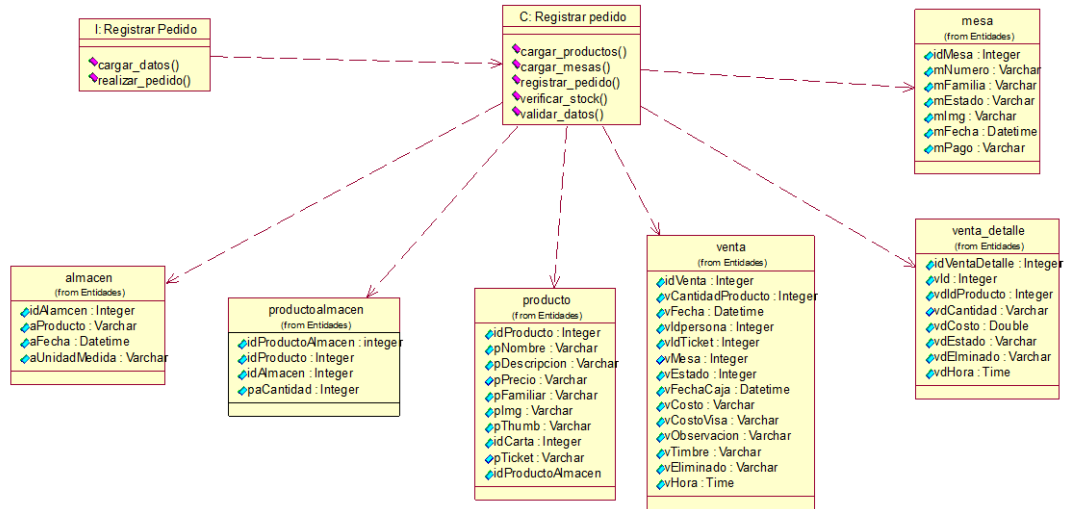 I: Registrar Pedido
cargar_datos()
realizar_pedido()
C: Registrar pedido
cargar_productos()
cargar_mesas()
registrar_pedido()
verificar_stock()
validar_datos()
mesa
(from Entidades)
idMesa : Integer
mNumero : Varchar
mFamilia : Varchar
mEstado : Varchar
mImg : Varchar
mFecha : Datetime
mPago : Varchar
almacen
(from Entidades)
idAlamcen : Integer
aProducto : Varchar
aFecha : Datetime
aUnidadMedida : Varchar
productoalmacen
(from Entidades)
idProductoAlmacen : integer
idProducto : Integer
idAlmacen : Integer
paCantidad : Integer
producto
(from Entidades)
idProducto : Integer
pNombre : Varchar
pDescripcion : Varchar
pPrecio : Varchar
pFamiliar : Varchar
pImg : Varchar
pThumb : Varchar
idCarta : Integer
pTicket : Varchar
idProductoAlmacen
venta
(from Entidades)
idVenta : Integer
vCantidadProducto : Integer
vFecha : Datetime
vIdpersona : Integer
vIdTicket : Integer
vMesa : Integer
vEstado : Integer
vFechaCaja : Datetime
vCosto : Varchar
vCostoVisa : Varchar
vObservacion : Varchar
vTimbre : Varchar
vEliminado : Varchar
vHora : Time
venta_detalle
(from Entidades)
idVentaDetalle : Integer
vId : Integer
vdIdProducto : Integer
vdCantidad : Varchar
vdCosto : Double
vdEstado : Varchar
vdElminado : Varchar
vdHora : Time